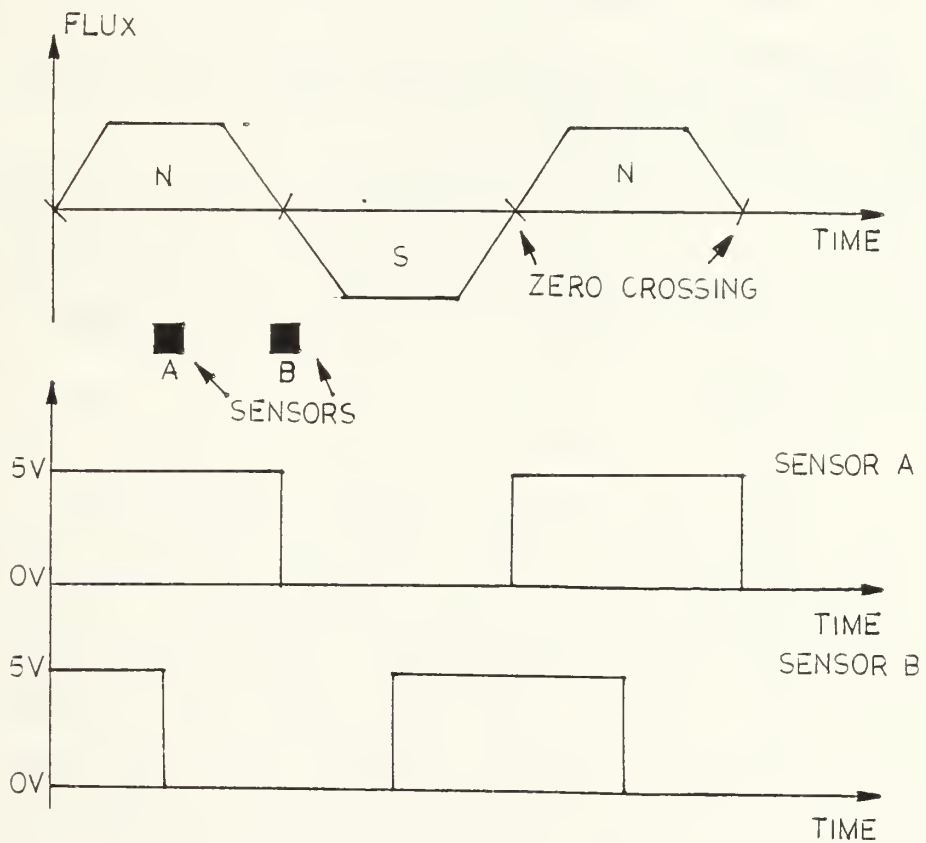 FLUX
N
N
S
TIME
ZERO CROSSING
A
B
SENSORS
5V
SENSOR A
0V
TIME
5V
SENSOR B
0V
TIME